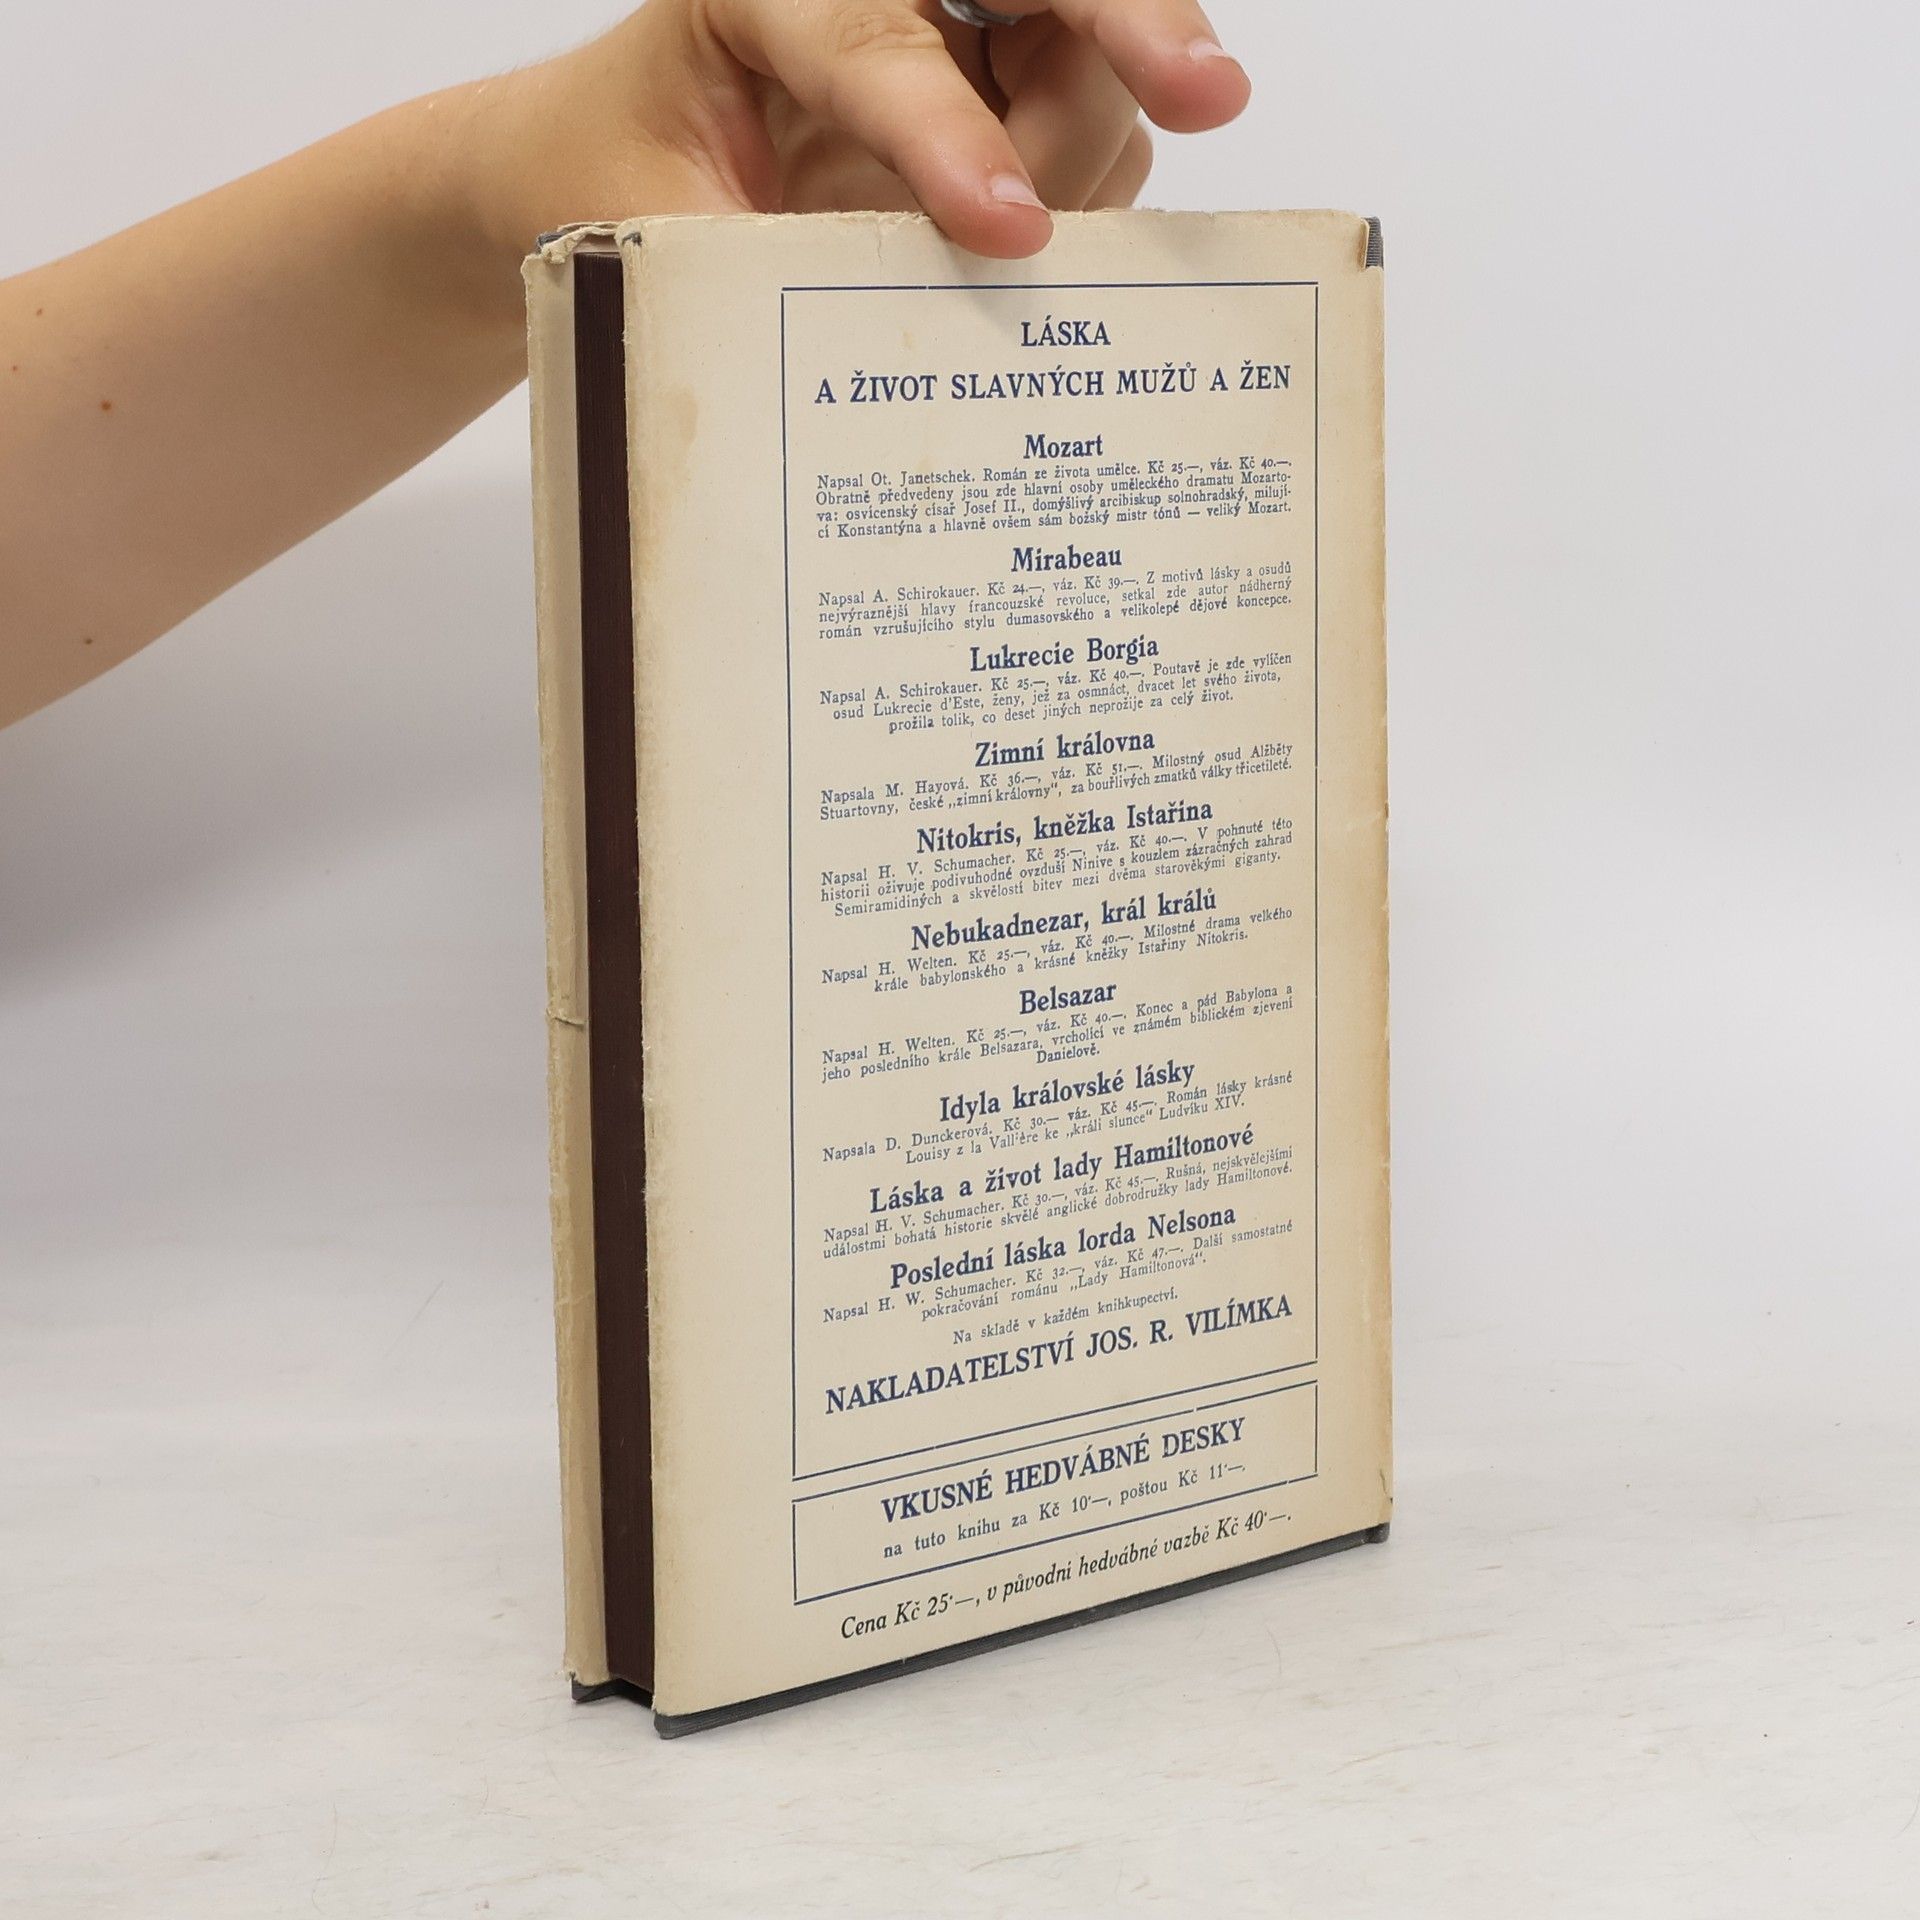 LÁSKA
A ŽIVOT SLAVNÝCH MUŽŮ A ŽEN
Mozart
Napsal Ot. Janetschek. Román ze života umělce. Kč 25.—, váz. Kč 40.—.
Obratně předvedeny jsou zde hlavní osoby uměleckého dramatu Mozarto-
va: osvícenský císař Josef II., domýšlivý arcibiskup solnohradský, milují-
cí Konstantýna a hlavně ovšem sám božský mistr tónů — veliký Mozart.
Mirabeau
Napsal A. Schirokauer. Kč 24.—, váz. Kč 39.—. Z motivů lásky a osudů
nejvýraznější hlavy francouzské revoluce, setkal zde autor nádherný
román vzrušujícího stylu dumasovského a velikolepé dějové koncepce.
Lukrecie Borgia
Napsal A. Schirokauer. Kč 25.—, váz. Kč 40.—. Poutavě je zde vylíčen
osud Lukrecie d'Este, ženy, jež za osmnáct, dvacet let svého života,
prožila tolik, co deset jiných neprožije za celý život.
Zimní královna
Napsala M. Hayová. Kč 36.—, váz. Kč 51.—. Milostný osud Alžběty
Stuartovny, české „zimní královny“, za bouřlivých zmatků války třicetileté.
Nitokris, kněžka Istařina
Napsal H. V. Schumacher. Kč 25.—, váz. Kč 40.—. V pohnuté této
historii oživuje podivuhodné ovzduší Ninive s kouzlem zázračných zahrad
Semiramidiných a skvělostí bitev mezi dvěma starověkými giganty.
Nebukadnezar, král králů
Napsal H. Welten. Kč 25.—, váz. Kč 40.—. Milostné drama velkého
krále babylonského a krásné kněžky Istařiny Nitokris.
Belsazar
Napsal H. Welten. Kč 25.—, váz. Kč 40.—. Konec a pád Babylona a
jeho posledního krále Belsazara, vrcholící ve známém biblickém zjevení
Danielově.
Idyla královské lásky
Napsala D. Dunckerová. Kč 30.— váz. Kč 45.—. Román lásky krásné
Louisy z la Vallière ke „králi slunce“ Ludvíku XIV.
Láska a život lady Hamiltonové
Napsal H. V. Schumacher. Kč 30.—, váz. Kč 45.—. Rušná, nejskvělejšími
událostmi bohatá historie skvělé anglické dobrodružky lady Hamiltonové.
Poslední láska lorda Nelsona
Napsal H. W. Schumacher. Kč 32.—, váz. Kč 47.—. Další samostatné
pokračování románu „Lady Hamiltonová“.
Na skladě v každém knihkupectví.
NAKLADATELSTVÍ JOS. R. VILÍMKA
VKUSNÉ HEDVÁBNÉ DESKY
na tuto knihu za Kč 10·—, poštou Kč 11·—.
Cena Kč 25·—, v původní hedvábné vazbě Kč 40·—.